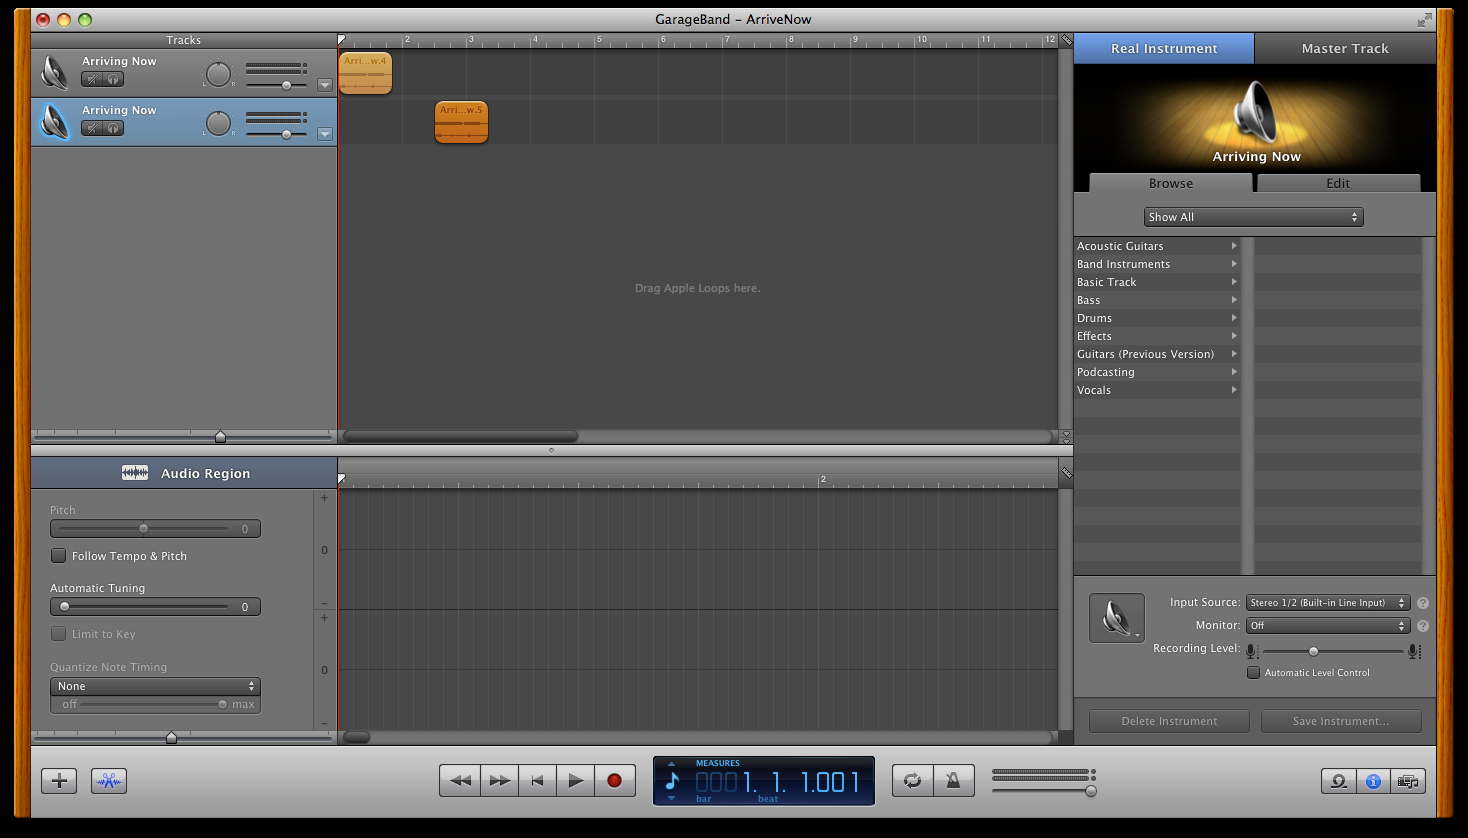 GarageBand - ArriveNow
Tracks
2 3 4 5 6 7 8 9 10 11 12
Real Instrument Master Track
Arriving Now
L R
Arri...w.4
Arriving Now
L R
Arri...w.5
Arriving Now
Browse Edit
Show All
Acoustic Guitars
Band Instruments
Basic Track
Bass
Drums
Effects
Guitars (Previous Version)
Podcasting
Vocals
Drag Apple Loops here.
Audio Region
2
Pitch
0
Follow Tempo & Pitch
Automatic Tuning
0
Limit to Key
Quantize Note Timing
None
off max
+
0
-
+
0
-
Input Source: Stereo 1/2 (Built-in Line Input) ?
Monitor: Off ?
Recording Level:
Automatic Level Control
Delete Instrument Save Instrument...
MEASURES
0001. 1. 1.001
bar beat